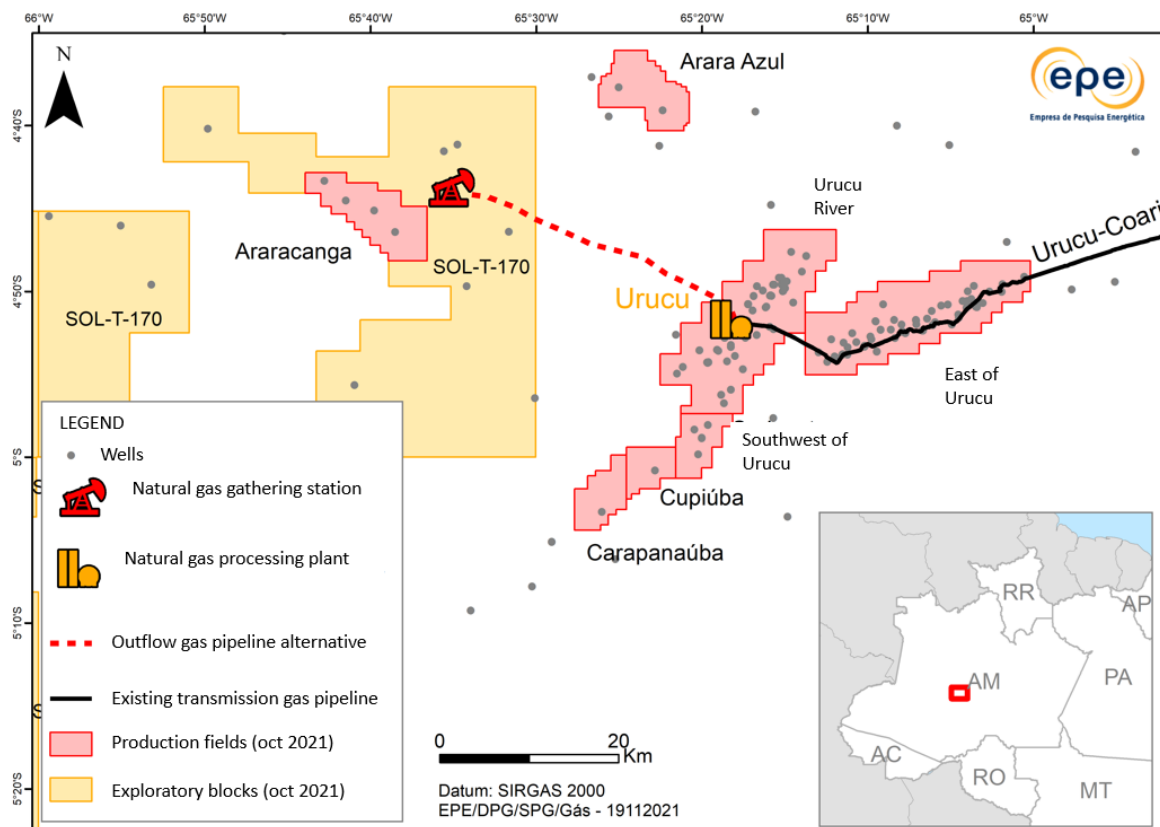 66°W
65°50'W
65°40'W
65°30'W
65°20'W
65°10'W
65°W
N
Arara Azul
epe
Empresa de Pesquisa Energética
4°40'S
Urucu
River
Araracanga
SOL-T-170
Urucu-Coari
4°50'S
Urucu
SOL-T-170
East of
Urucu
LEGEND
Wells
Southwest of
Urucu
5°S
Cupiúba
Natural gas gathering station
Carapanaúba
Natural gas processing plant
5°10'S
RR
AP
Outflow gas pipeline alternative
AM
PA
Existing transmission gas pipeline
Production fields (oct 2021)
0
20
Km
AC
RO
MT
Exploratory blocks (oct 2021)
5°20'S
Datum: SIRGAS 2000
EPE/DPG/SPG/Gás - 19112021